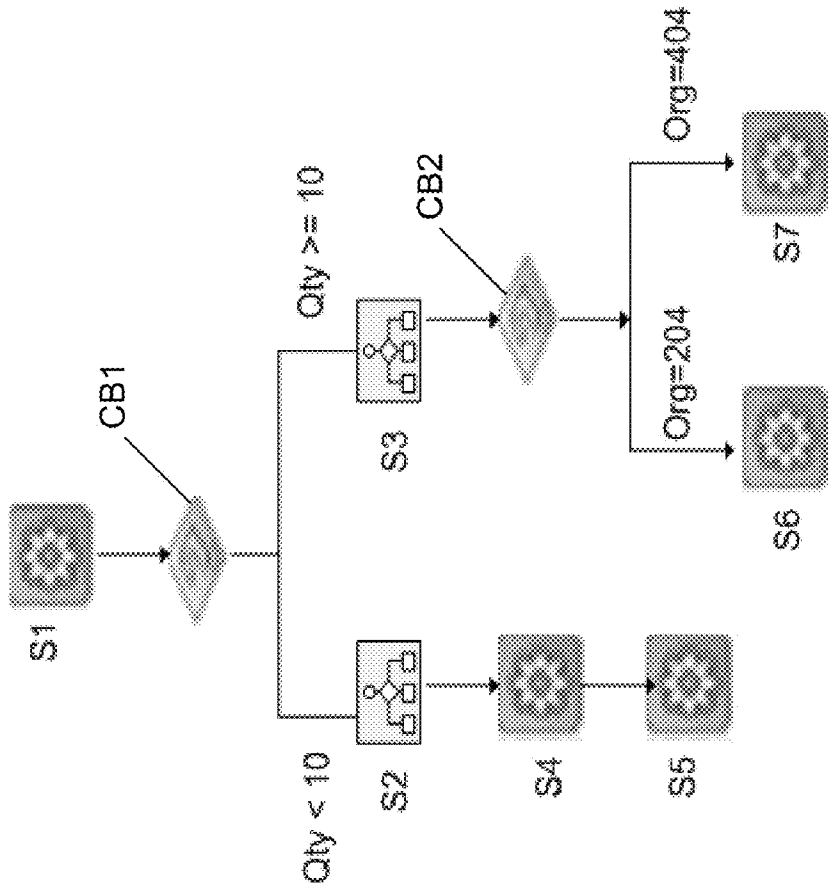 S1
CB1
Qty < 10
Qty >= 10
S2
S3
CB2
S4
S5
Org=204
Org=404
S6
S7